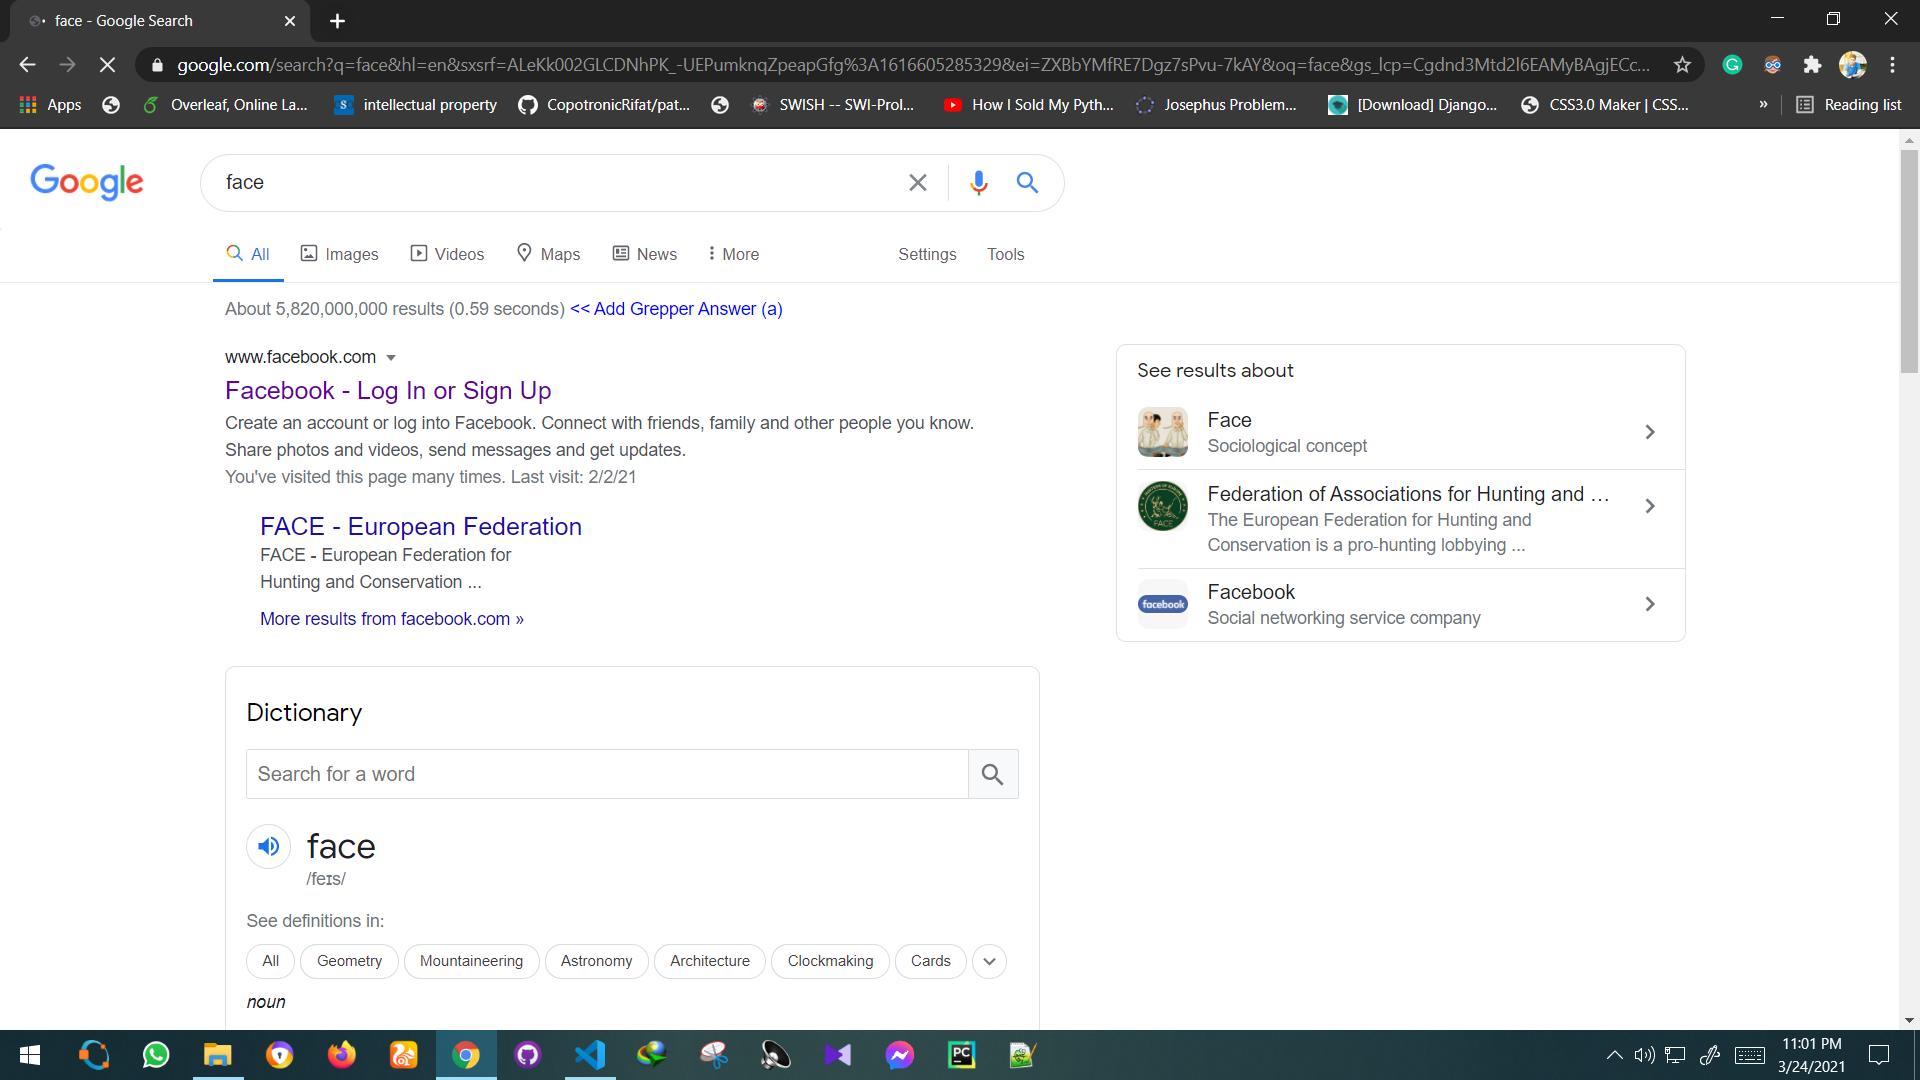 face - Google Search
google.com/search?q=face&hl=en&sxsrf=ALeKk002GLCDNhPK_-UEPumknqZpeapGfg%3A1616605285329&ei=ZXBbYMfRE7Dgz7sPvu-7kAY&oq=face&gs_lcp=Cgdnd3Mtd2l6EAMyBAgjECc...
Apps Overleaf, Online La... intellectual property CopotronicRifat/pat... SWISH -- SWI-Prol... How I Sold My Pyth... Josephus Problem... [Download] Django... CSS3.0 Maker | CSS... » Reading list
Google face
All Images Videos Maps News More Settings Tools
About 5,820,000,000 results (0.59 seconds) << Add Grepper Answer (a)
www.facebook.com
Facebook - Log In or Sign Up
Create an account or log into Facebook. Connect with friends, family and other people you know.
Share photos and videos, send messages and get updates.
You've visited this page many times. Last visit: 2/2/21
FACE - European Federation
FACE - European Federation for
Hunting and Conservation ...
More results from facebook.com »
See results about
Face
Sociological concept
FACE
Federation of Associations for Hunting and ...
The European Federation for Hunting and
Conservation is a pro-hunting lobbying ...
facebook
Facebook
Social networking service company
Dictionary
Search for a word
face
/feɪs/
See definitions in:
All Geometry Mountaineering Astronomy Architecture Clockmaking Cards
noun
PC
11:01 PM
3/24/2021